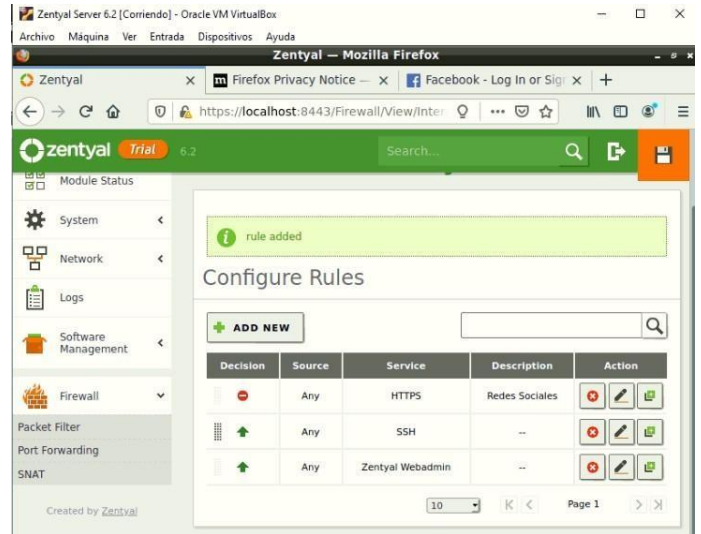 Zentyal Server 6.2 [Corriendo] - Oracle VM VirtualBox
Archivo Máquina Ver Entrada Dispositivos Ayuda
Zentyal — Mozilla Firefox
Zentyal
Firefox Privacy Notice —
Facebook - Log In or Sign
https://localhost:8443/Firewall/View/Inter
zentyal Trial 6.2
Search...
Module Status
System
Network
Logs
Software
Management
Firewall
Packet Filter
Port Forwarding
SNAT
Created by Zentyal
rule added
Configure Rules
ADD NEW
Decision Source Service Description Action
Any HTTPS Redes Sociales
Any SSH --
Any Zentyal Webadmin --
10 Page 1